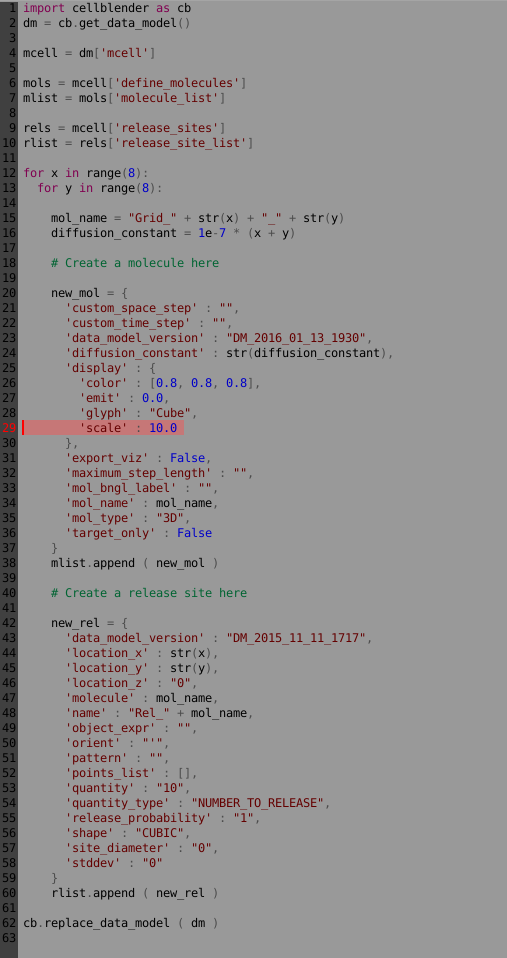 1 import cellblender as cb
2 dm = cb.get_data_model()
3
4 mcell = dm['mcell']
5
6 mols = mcell['define_molecules']
7 mlist = mols['molecule_list']
8
9 rels = mcell['release_sites']
10 rlist = rels['release_site_list']
11
12 for x in range(8):
13   for y in range(8):
14
15     mol_name = "Grid_" + str(x) + "_" + str(y)
16     diffusion_constant = 1e-7 * (x + y)
17
18     # Create a molecule here
19
20     new_mol = {
21       'custom_space_step' : "",
22       'custom_time_step' : "",
23       'data_model_version' : "DM_2016_01_13_1930",
24       'diffusion_constant' : str(diffusion_constant),
25       'display' : {
26         'color' : [0.8, 0.8, 0.8],
27         'emit' : 0.0,
28         'glyph' : "Cube",
29         'scale' : 10.0
30       },
31       'export_viz' : False,
32       'maximum_step_length' : "",
33       'mol_bngl_label' : "",
34       'mol_name' : mol_name,
35       'mol_type' : "3D",
36       'target_only' : False
37     }
38     mlist.append ( new_mol )
39
40     # Create a release site here
41
42     new_rel = {
43       'data_model_version' : "DM_2015_11_11_1717",
44       'location_x' : str(x),
45       'location_y' : str(y),
46       'location_z' : "0",
47       'molecule' : mol_name,
48       'name' : "Rel_" + mol_name,
49       'object_expr' : "",
50       'orient' : "'",
51       'pattern' : "",
52       'points_list' : [],
53       'quantity' : "10",
54       'quantity_type' : "NUMBER_TO_RELEASE",
55       'release_probability' : "1",
56       'shape' : "CUBIC",
57       'site_diameter' : "0",
58       'stddev' : "0"
59     }
60     rlist.append ( new_rel )
61
62 cb.replace_data_model ( dm )
63